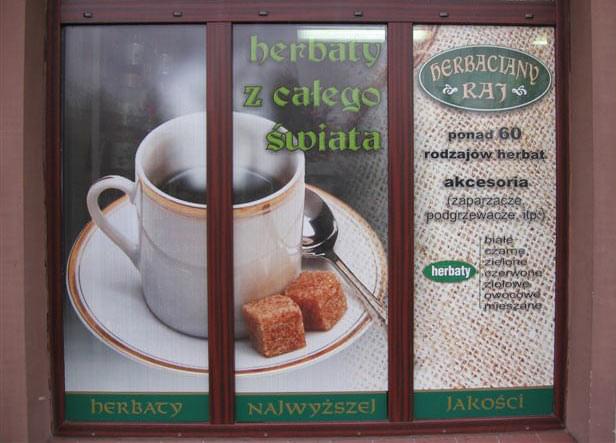 herbaty
z całego
świata
HERBACIANY
RAJ
ponad 60
rodzajów herbat
akcesoria
(zaparzacze,
podgrzewacze, itp.)
herbaty
białe
czarne
zielone
czerwone
ziołowe
owocowe
mieszane
HERBATY NAJWYŻSZEJ JAKOŚCI